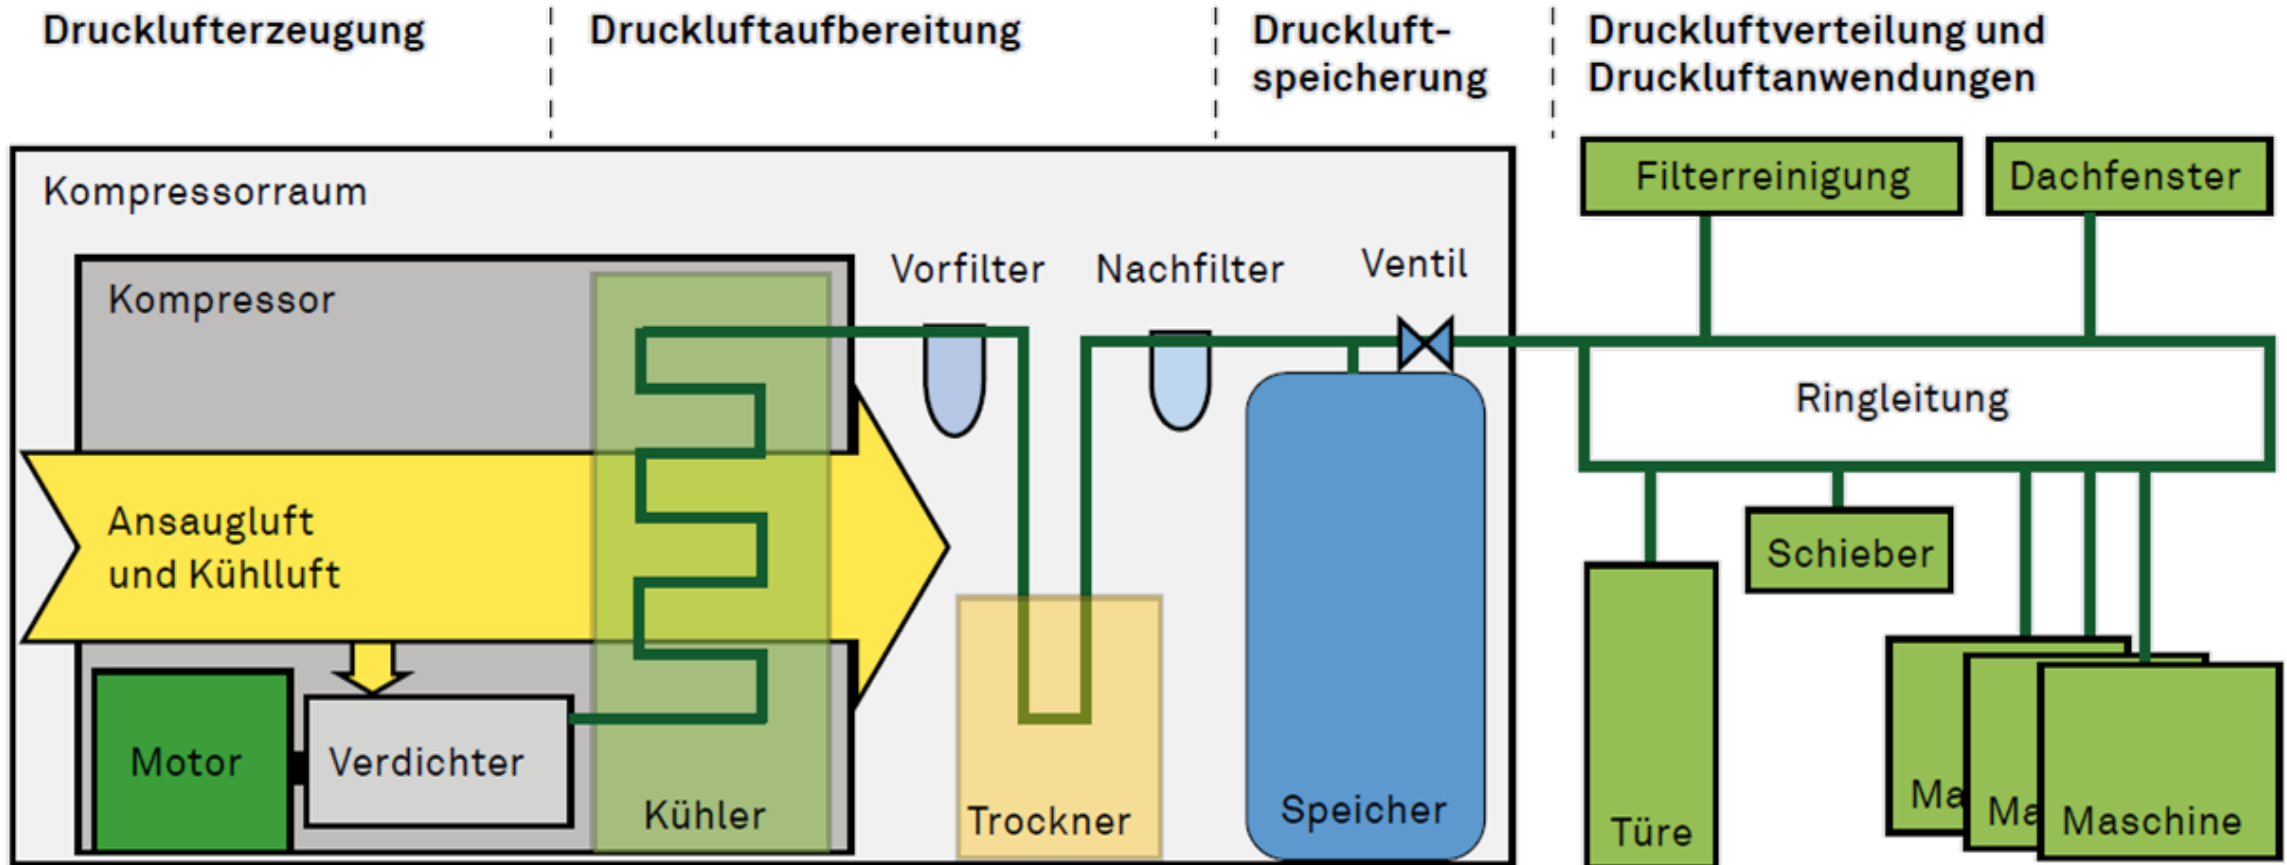 Drucklufterzeugung
Druckluftaufbereitung
Druckluft-
speicherung
Druckluftverteilung und
Druckluftanwendungen
Kompressorraum
Kompressor
Vorfilter
Nachfilter
Ventil
Filterreinigung
Dachfenster
Ringleitung
Ansaugluft
und Kühlluft
Motor
Verdichter
Kühler
Trockner
Speicher
Türe
Schieber
Ma
Ma
Maschine